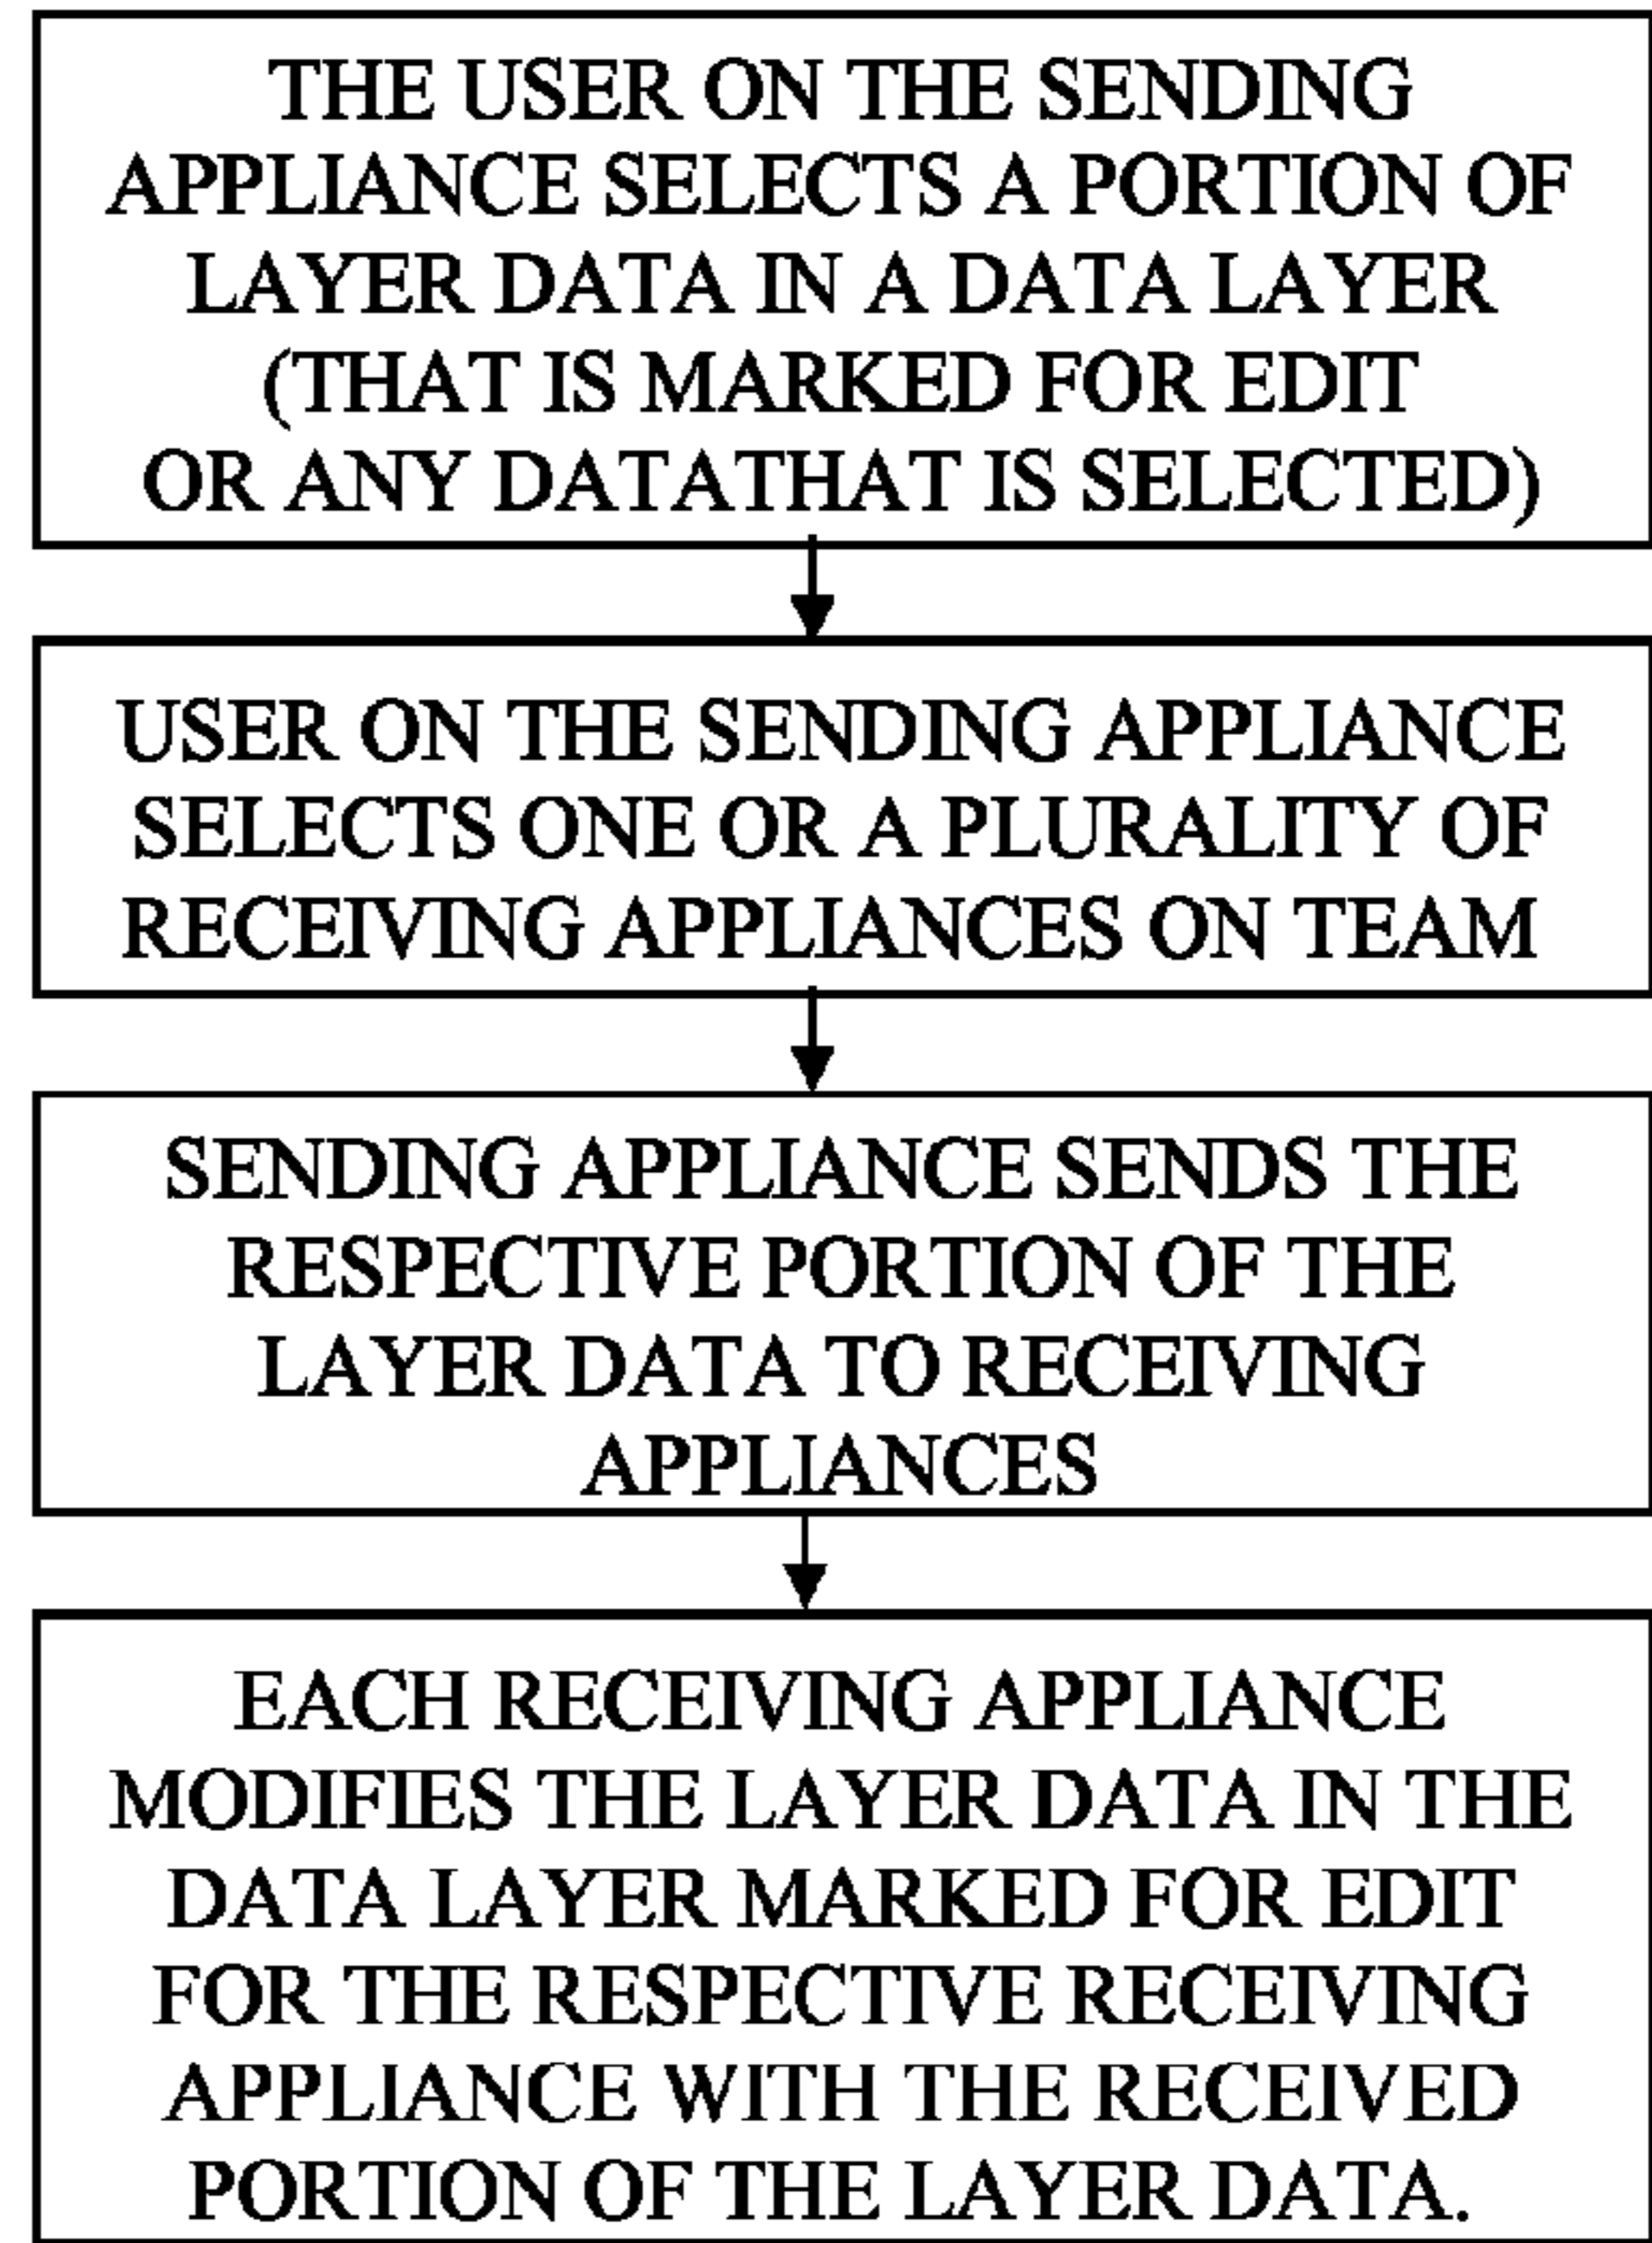 THE USER ON THE SENDING
APPLIANCE SELECTS A PORTION OF
LAYER DATA IN A DATA LAYER
(THAT IS MARKED FOR EDIT
OR ANY DATATHAT IS SELECTED)
USER ON THE SENDING APPLIANCE
SELECTS ONE OR A PLURALITY OF
RECEIVING APPLIANCES ON TEAM
SENDING APPLIANCE SENDS THE
RESPECTIVE PORTION OF THE
LAYER DATA TO RECEIVING
APPLIANCES
EACH RECEIVING APPLIANCE
MODIFIES THE LAYER DATA IN THE
DATA LAYER MARKED FOR EDIT
FOR THE RESPECTIVE RECEIVING
APPLIANCE WITH THE RECEIVED
PORTION OF THE LAYER DATA.